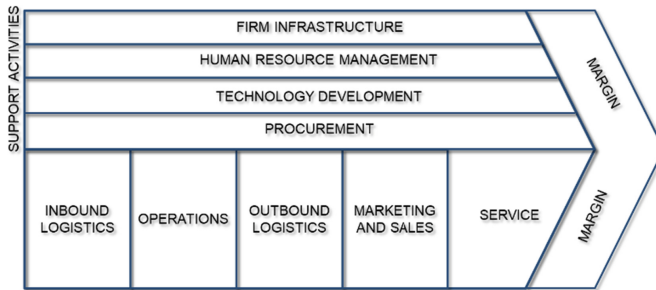 SUPPORT ACTIVITIES
FIRM INFRASTRUCTURE
HUMAN RESOURCE MANAGEMENT
TECHNOLOGY DEVELOPMENT
PROCUREMENT
MARGIN
INBOUND
LOGISTICS
OPERATIONS
OUTBOUND
LOGISTICS
MARKETING
AND SALES
SERVICE
MARGIN